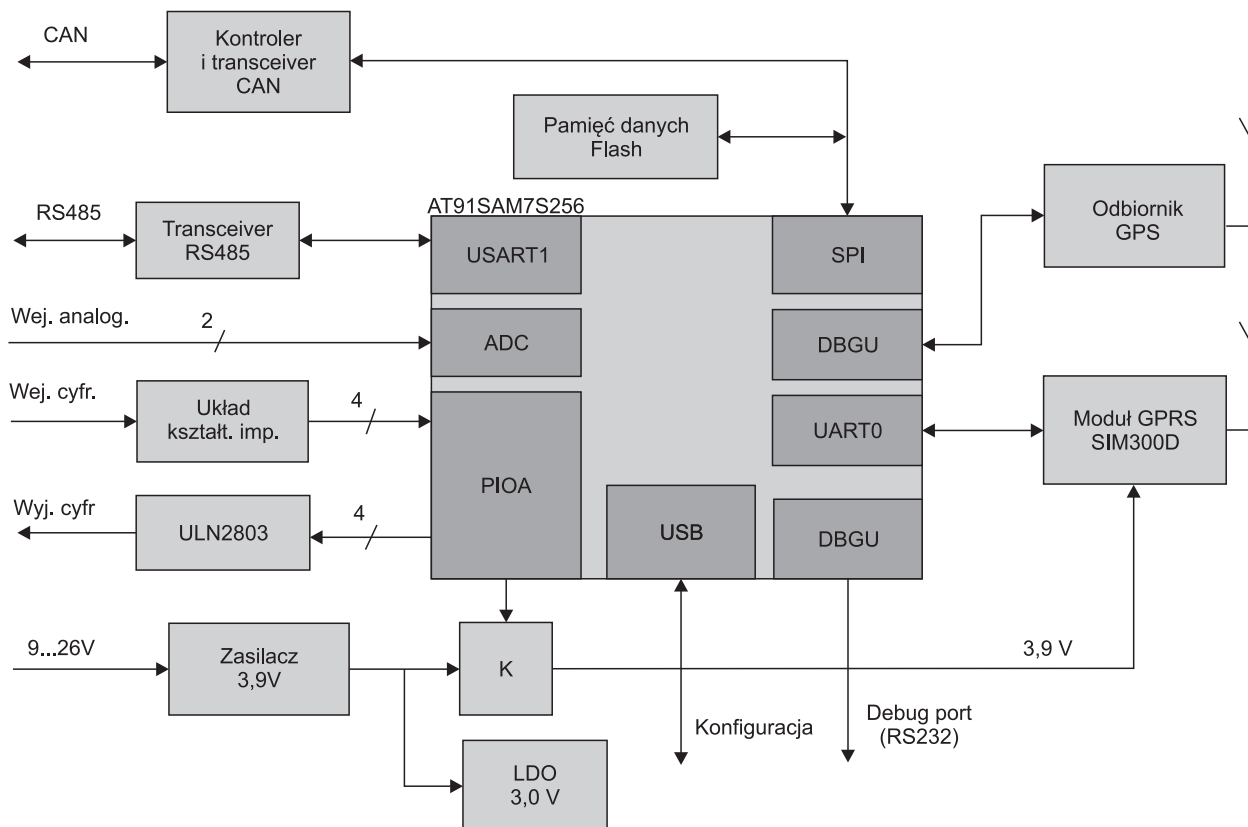 CAN
Kontroler
i transceiver
CAN
Pamięć danych
Flash
AT91SAM7S256
RS485
Transceiver
RS485
USART1
SPI
Odbiornik
GPS
Wej. analog.
2
ADC
DBGU
Wej. cyfr.
Układ
kształt. imp.
4
PIOA
UART0
Moduł GPRS
SIM300D
Wyj. cyfr
ULN2803
4
USB
DBGU
9...26V
Zasilacz
3,9V
K
3,9 V
Konfiguracja
Debug port
(RS232)
LDO
3,0 V